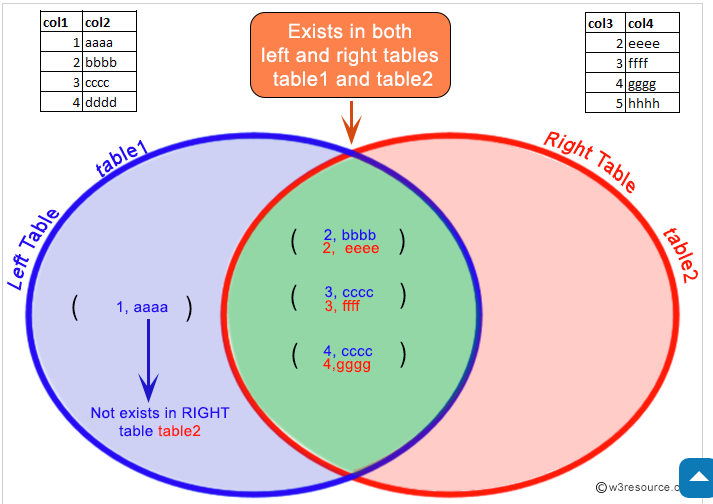 col1 col2
1 aaaa
2 bbbb
3 cccc
4 dddd
Exists in both
left and right tables
table1 and table2
col3 col4
2 eeee
3 ffff
4 gggg
5 hhhh
Left Table
table1
Right Table
table2
( 1, aaaa )
Not exists in RIGHT
table table2
( 2, bbbb )
2, eeee
( 3, cccc )
3, ffff
( 4, cccc )
4,gggg
© w3resource.c